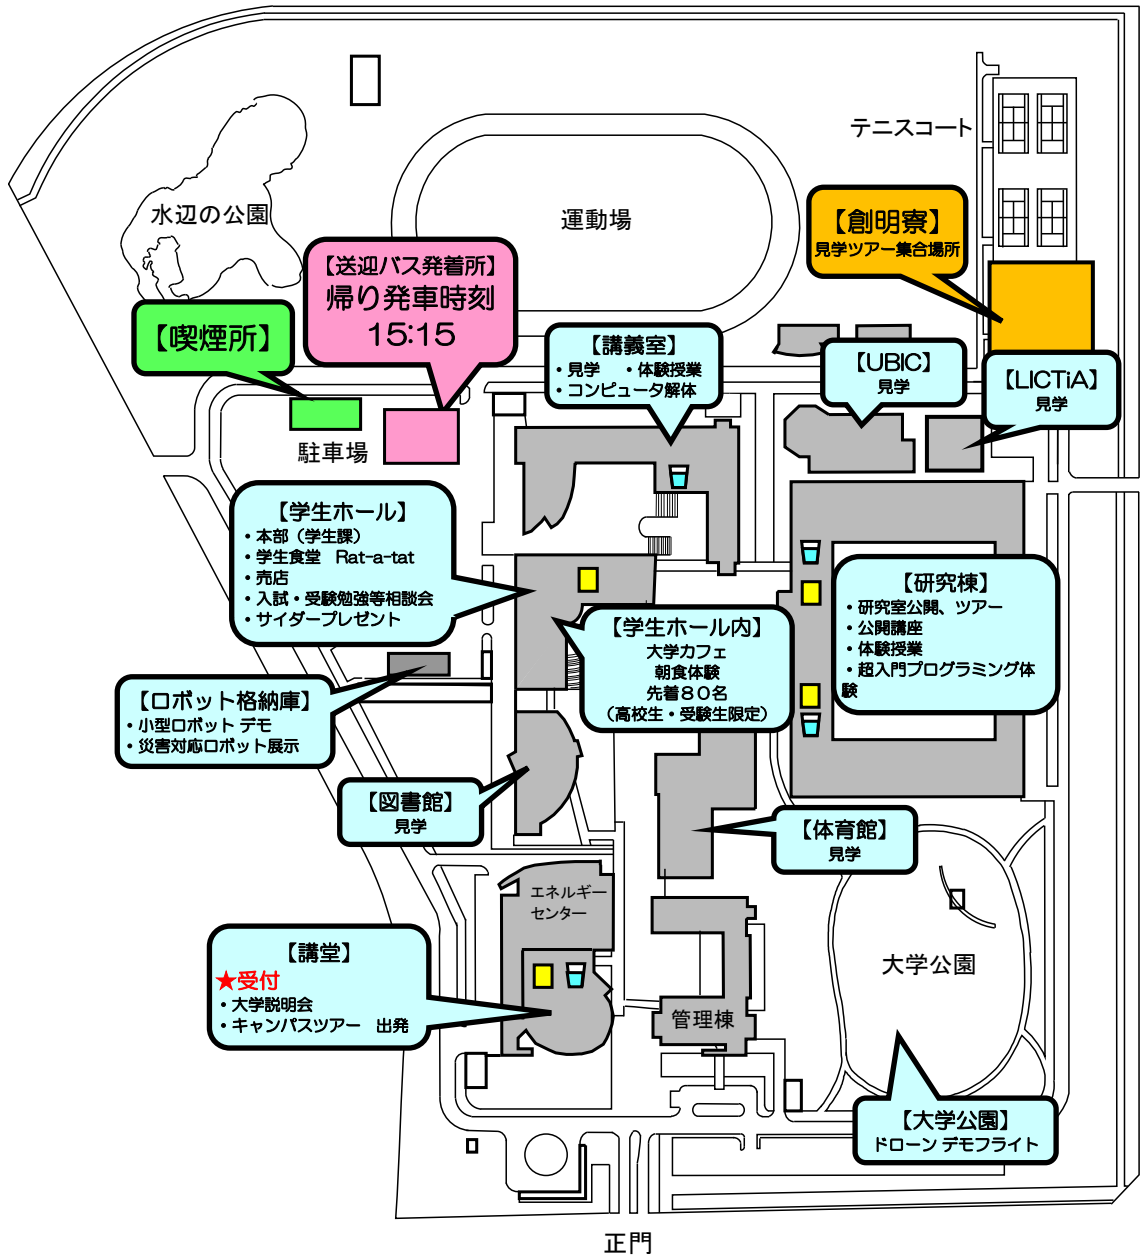 テニスコート
水辺の公園
運動場
【創明寮】
見学ツアー集合場所
【送迎バス発着所】
帰り発車時刻
15:15
【喫煙所】
【講義室】
・見学　・体験授業
・コンピュータ解体
【UBIC】
見学
【LICTiA】
見学
駐車場
【学生ホール】
・本部（学生課）
・学生食堂　Rat-a-tat
・売店
・入試・受験勉強等相談会
・サイダープレゼント
【研究棟】
・研究室公開、ツアー
・公開講座
・体験授業
・超入門プログラミング体
験
【学生ホール内】
大学カフェ
朝食体験
先着８０名
（高校生・受験生限定）
【ロボット格納庫】
・小型ロボット デモ
・災害対応ロボット展示
【図書館】
見学
【体育館】
見学
エネルギー
センター
【講堂】
★受付
・大学説明会
・キャンパスツアー　出発
大学公園
管理棟
【大学公園】
ドローン デモフライト
正門